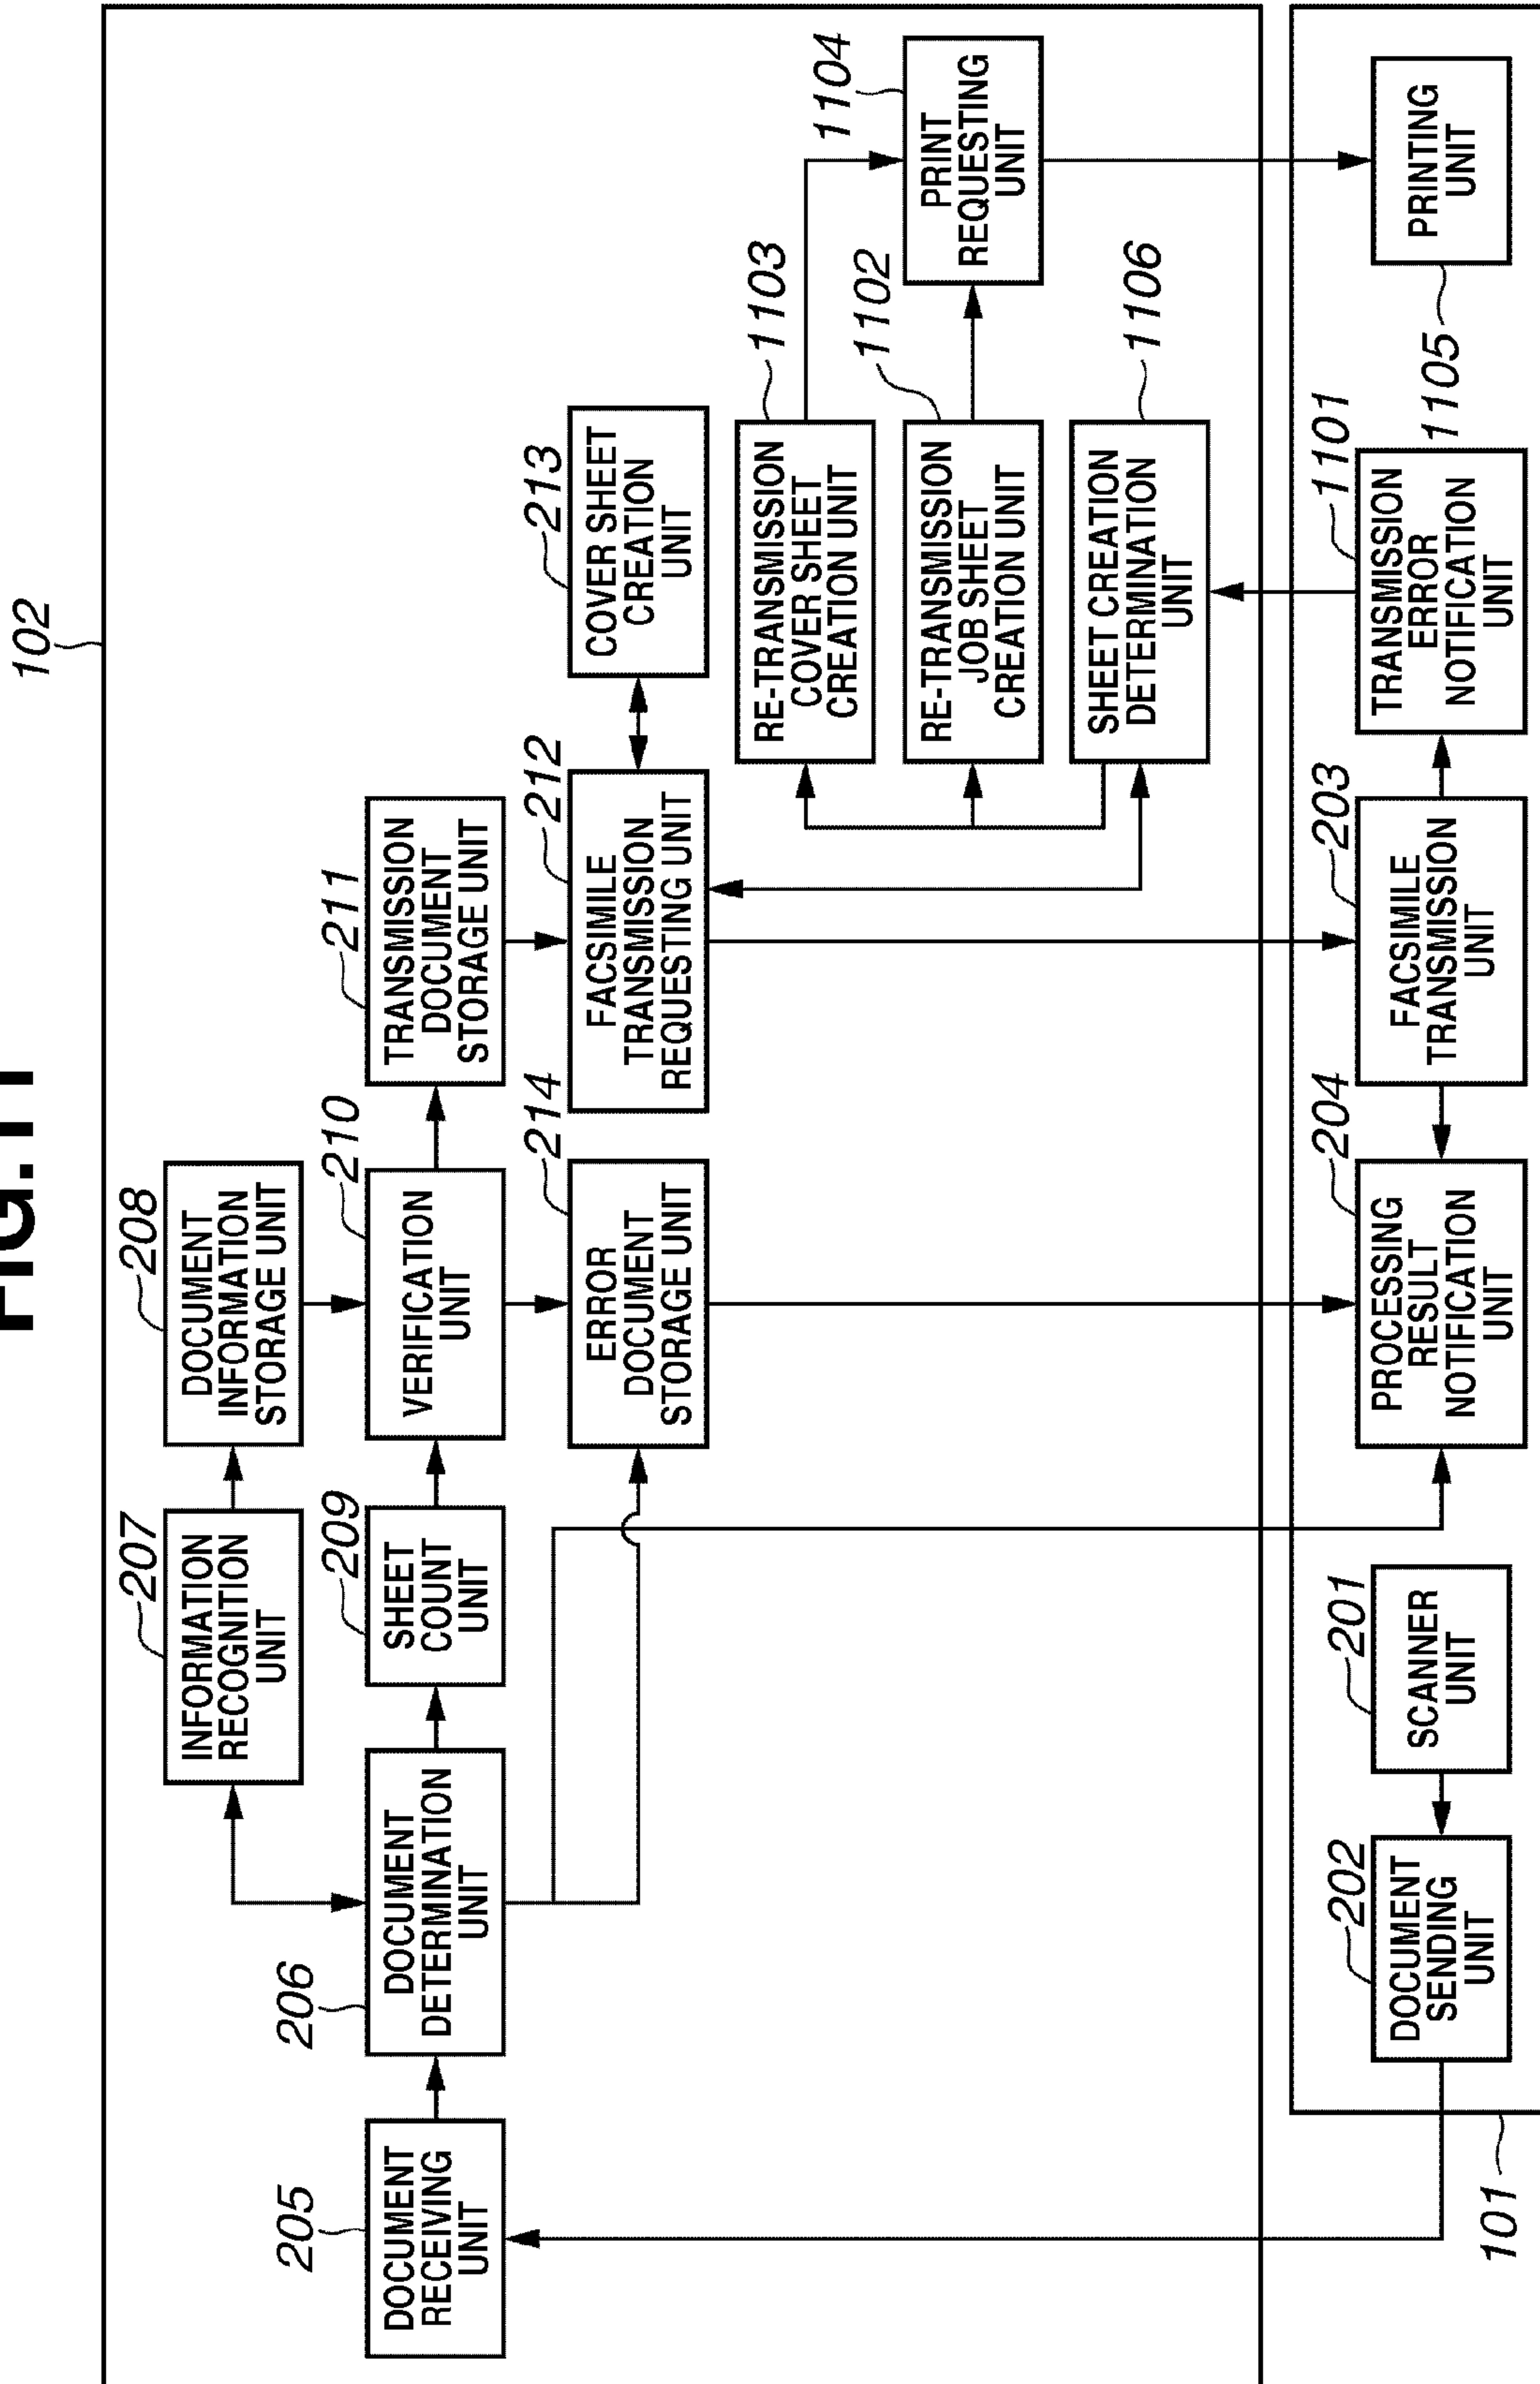 FIG.11
102
207
INFORMATION
RECOGNITION
UNIT
208
DOCUMENT
INFORMATION
STORAGE UNIT
205
DOCUMENT
RECEIVING
UNIT
206
DOCUMENT
DETERMINATION
UNIT
209
SHEET
COUNT
UNIT
210
VERIFICATION
UNIT
211
TRANSMISSION
DOCUMENT
STORAGE UNIT
214
ERROR
DOCUMENT
STORAGE UNIT
212
FACSIMILE
TRANSMISSION
REQUESTING UNIT
213
COVER SHEET
CREATION
UNIT
1103
RE-TRANSMISSION
COVER SHEET
CREATION UNIT
1102
RE-TRANSMISSION
JOB SHEET
CREATION UNIT
1104
PRINT
REQUESTING
UNIT
1106
SHEET CREATION
DETERMINATION
UNIT
101
202
DOCUMENT
SENDING
UNIT
201
SCANNER
UNIT
204
PROCESSING
RESULT
NOTIFICATION
UNIT
203
FACSIMILE
TRANSMISSION
UNIT
1101
TRANSMISSION
ERROR
NOTIFICATION
UNIT
1105
PRINTING
UNIT